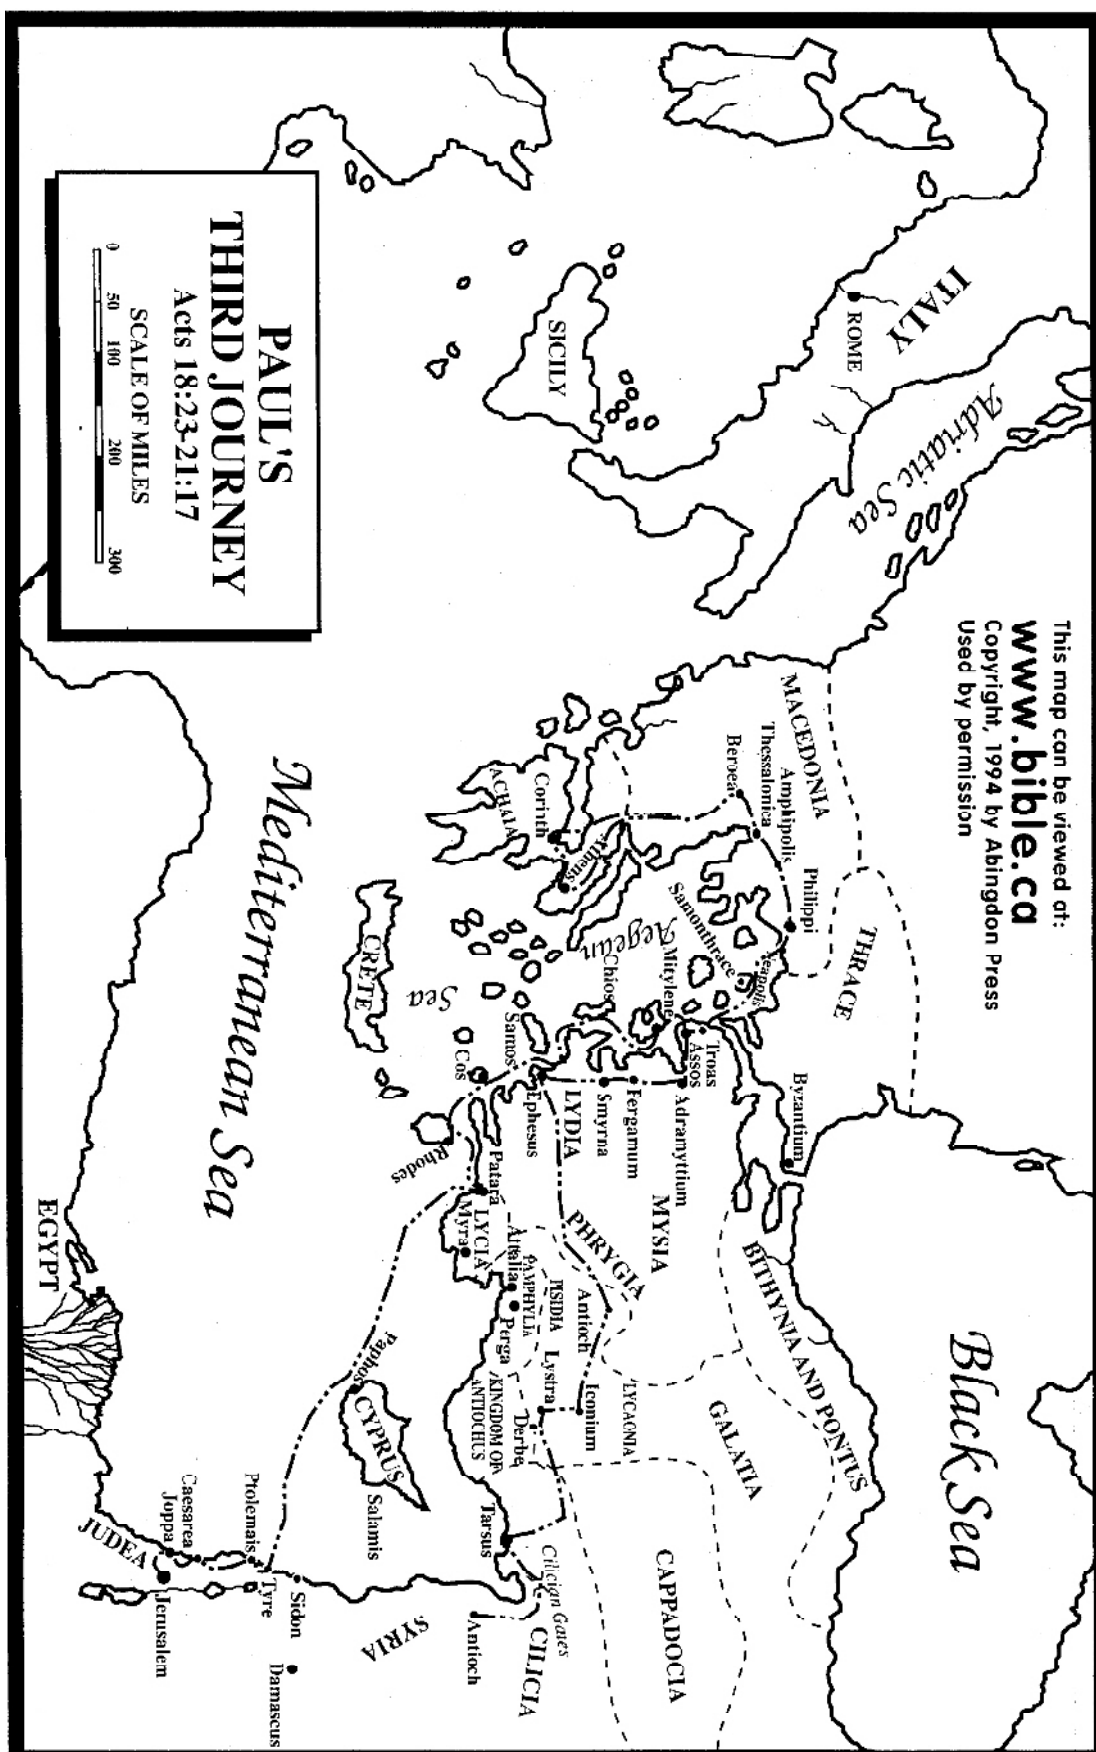 This map can be viewed at:
www.bible.ca
Copyright, 1994 by Abingdon Press
Used by permission
Black Sea
ITALY
ROME
Adriatic Sea
MACEDONIA
THRACE
Byzantium
BITHYNIA AND PONTUS
GALATIA
CAPPADOCIA
Philippi
Neapolis
Amphipolis
Thessalonica
Beroea
Samonthrace
Troas
Assos
Adramyttium
MYSIA
Mitylene
Aegean
Sea
Chios
Fergamum
Smyrna
LYDIA
PHRYGIA
Antioch
Iconium
LYCAONIA
SICILY
Corinth
ACHAIA
Athens
Samos
Ephesus
PISIDIA
Lystra
Derbe
Cos
Patara
LYCIA
Myra
Attalia
PAMPHYLIA
Perga
KINGDOM OF
ANTIOCHUS
Tarsus
Cilician Gates
CILICIA
Antioch
SYRIA
Rhodes
CRETE
Paphos
CYPRUS
Salamis
Mediterranean Sea
Sidon
Damascus
Tyre
Ptolemais
Caesarea
Joppa
Jerusalem
JUDEA
EGYPT
PAUL'S
THIRD JOURNEY
Acts 18:23-21:17
SCALE OF MILES
0 50 100 200 300